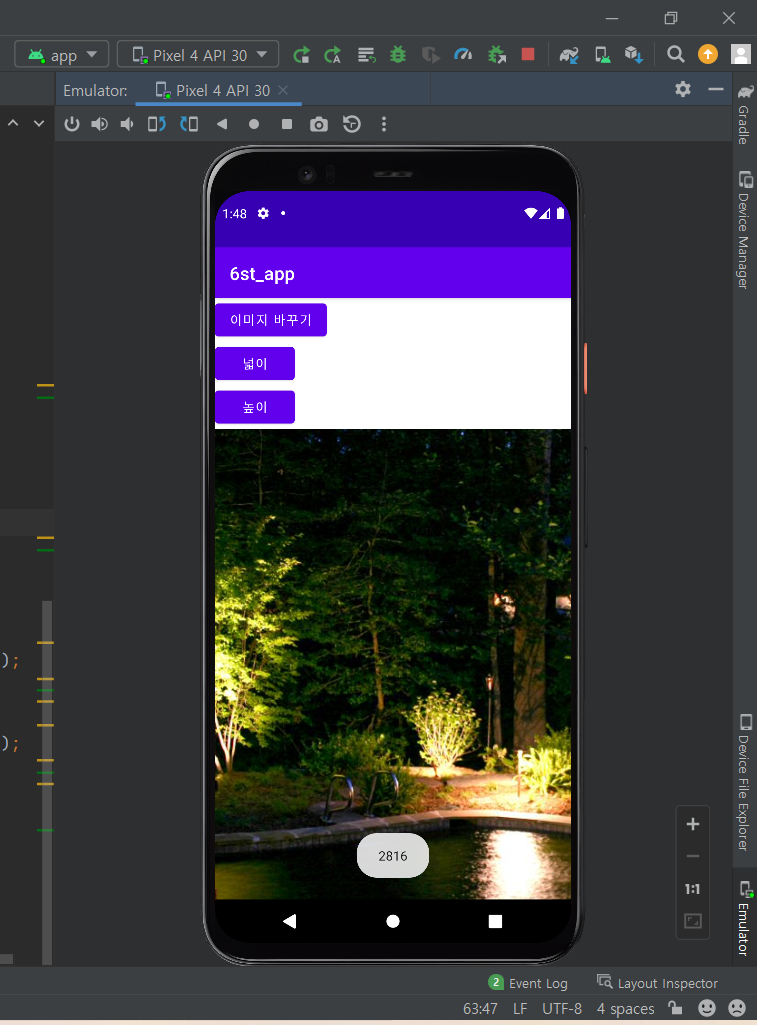 app
Pixel 4 API 30
Emulator:
Pixel 4 API 30
1:48
6st_app
이미지 바꾸기
넓이
높이
2816
);
);
Gradle
Device Manager
Device File Explorer
Emulator
1:1
2 Event Log
Layout Inspector
63:47 LF UTF-8 4 spaces